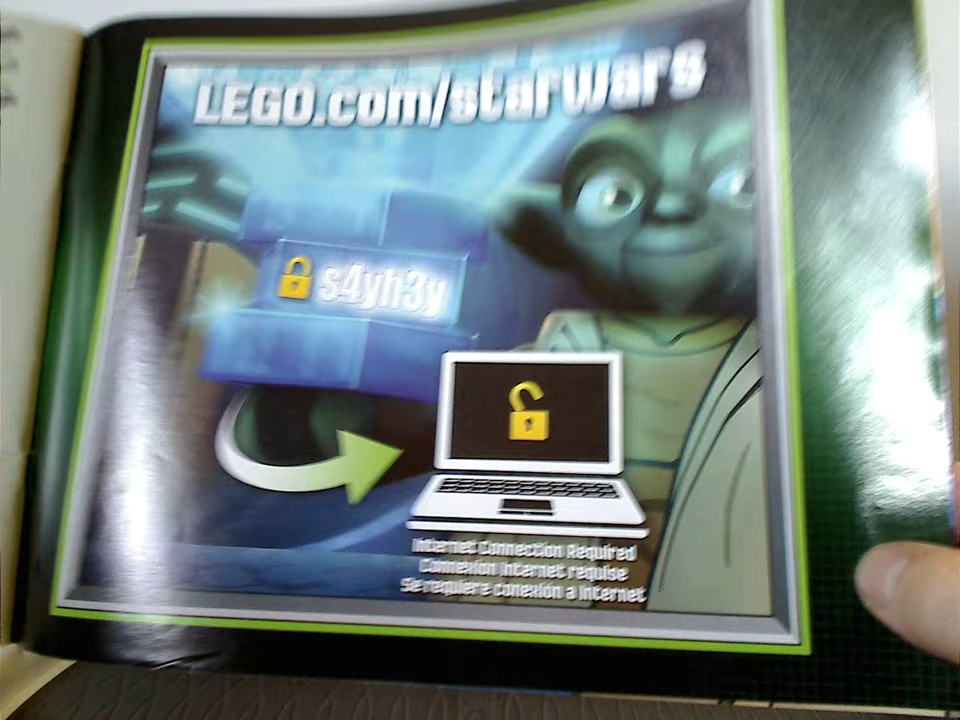 LEGO.com/starwars
s4yh3y
Internet Connection Required
Connexion Internet requise
Se requiere conexión a Internet